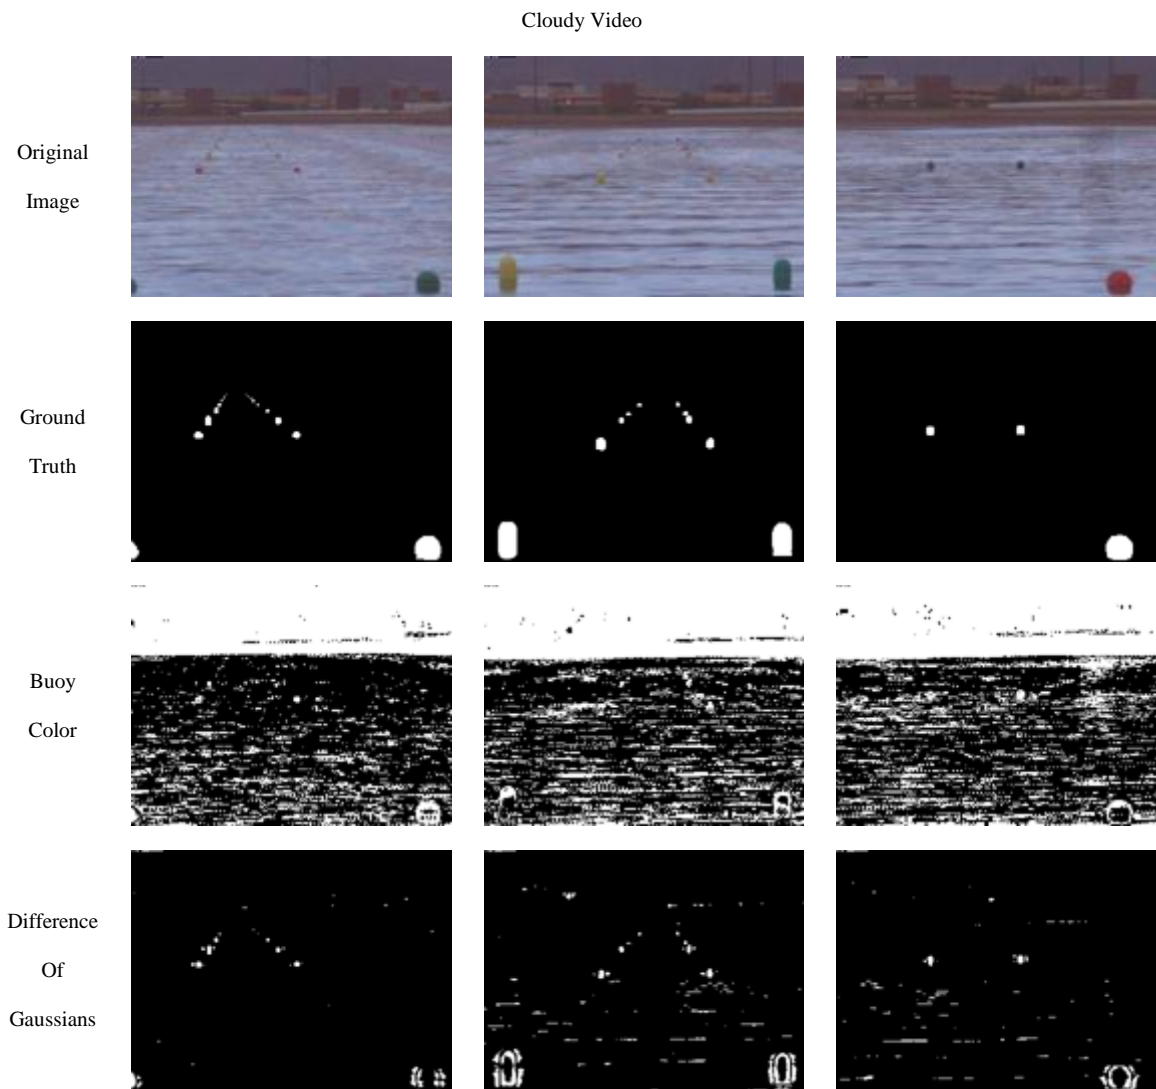 Cloudy Video
Original
Image
Ground
Truth
Buoy
Color
Difference
Of
Gaussians